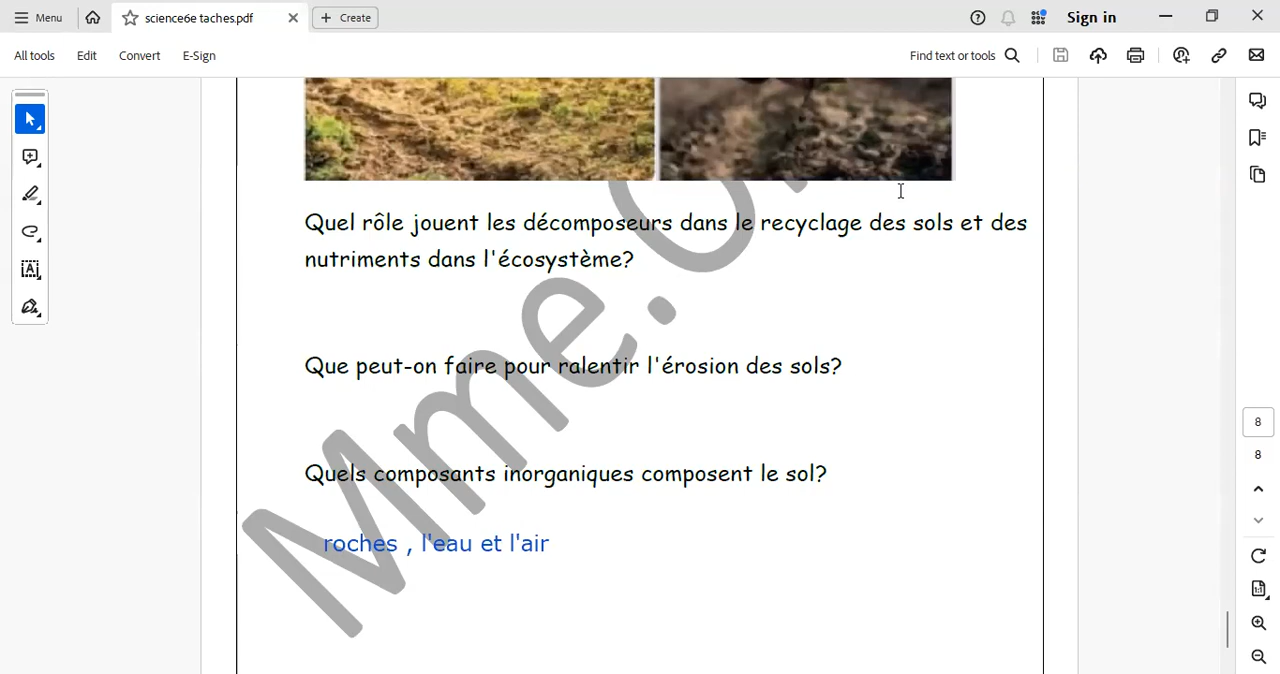 Menu
science6e taches.pdf
Create
Sign in
All tools
Edit
Convert
E-Sign
Find text or tools
Quel rôle jouent les décomposeurs dans le recyclage des sols et des
nutriments dans l'écosystème?
Que peut-on faire pour ralentir l'érosion des sols?
Quels composants inorganiques composent le sol?
roches , l'eau et l'air
8
8